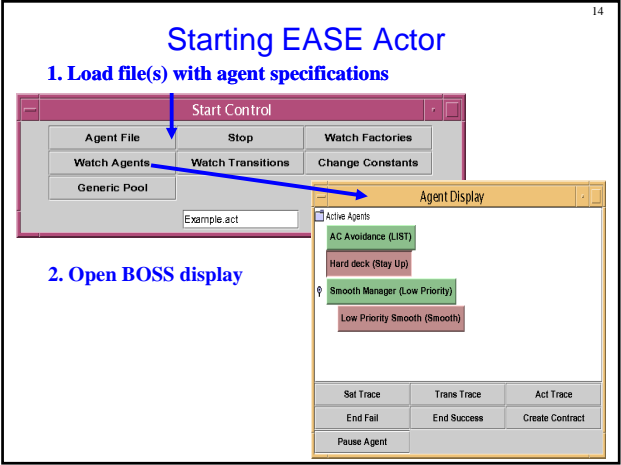 14
Starting EASE Actor
1. Load file(s) with agent specifications
Start Control
Agent File Stop Watch Factories
Watch Agents Watch Transitions Change Constants
Generic Pool
Example.act
Agent Display
Active Agents
AC Avoidance (LIST)
Hard deck (Stay Up)
Smooth Manager (Low Priority)
Low Priority Smooth (Smooth)
2. Open BOSS display
Sat Trace Trans Trace Act Trace
End Fail End Success Create Contract
Pause Agent